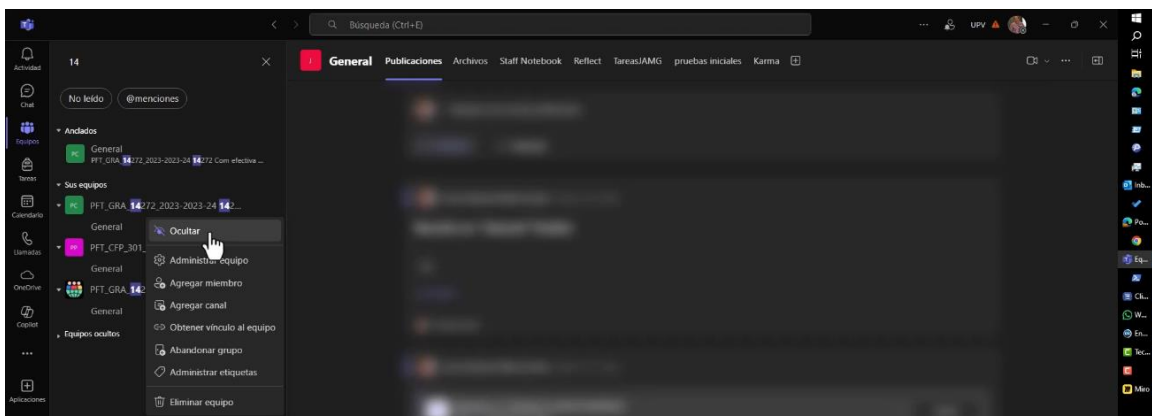 Búsqueda (Ctrl+E)
UPV
Actividad
Chat
Equipos
Tareas
Calendario
Llamadas
OneDrive
Copilot
Aplicaciones
14
No leído
@menciones
Anclados
PC
General
PFT_GRA_14272_2023-2023-24 14272 Com efectiva ...
Sus equipos
PC
PFT_GRA_14272_2023-2023-24 142...
General
PP
PFT_CFP_301_
General
PFT_GRA_142
General
Equipos ocultos
Ocultar
Administrar equipo
Agregar miembro
Agregar canal
Obtener vínculo al equipo
Abandonar grupo
Administrar etiquetas
Eliminar equipo
General Publicaciones Archivos Staff Notebook Reflect TareasJAMG pruebas iniciales Karma
Inb...
Po...
Eq...
Cli...
W...
En...
Tec...
Miro